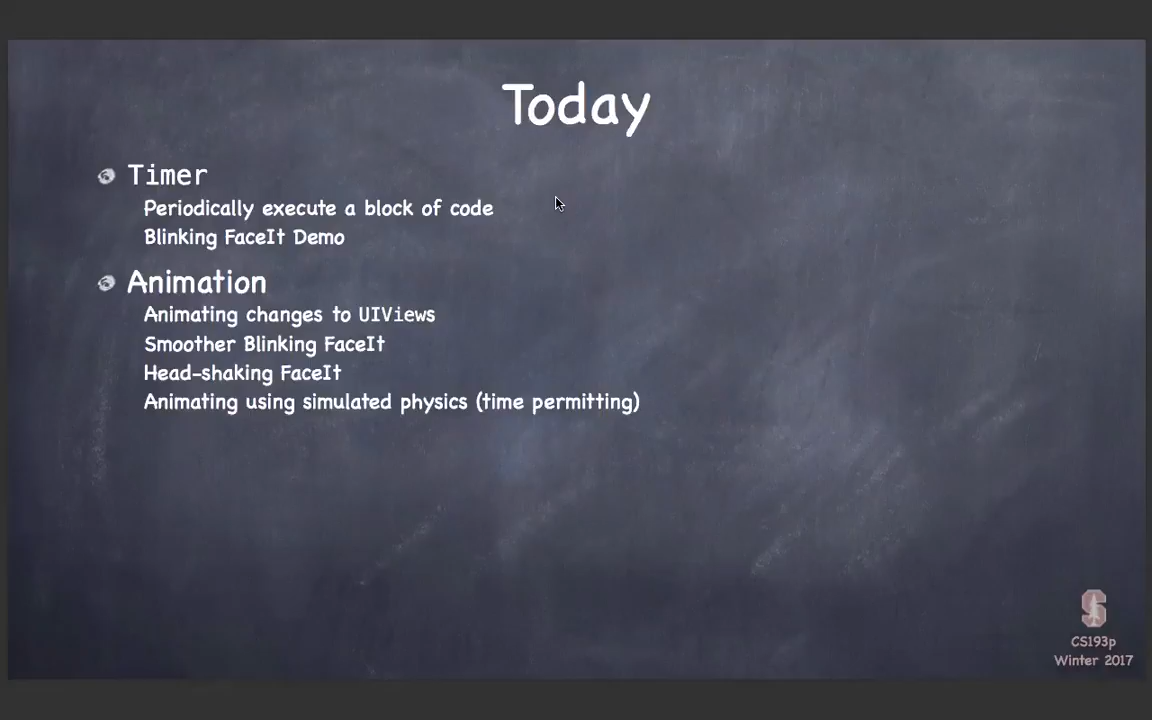 Today
Timer
Periodically execute a block of code
Blinking FaceIt Demo
Animation
Animating changes to UIViews
Smoother Blinking FaceIt
Head-shaking FaceIt
Animating using simulated physics (time permitting)
S
CS193p
Winter 2017